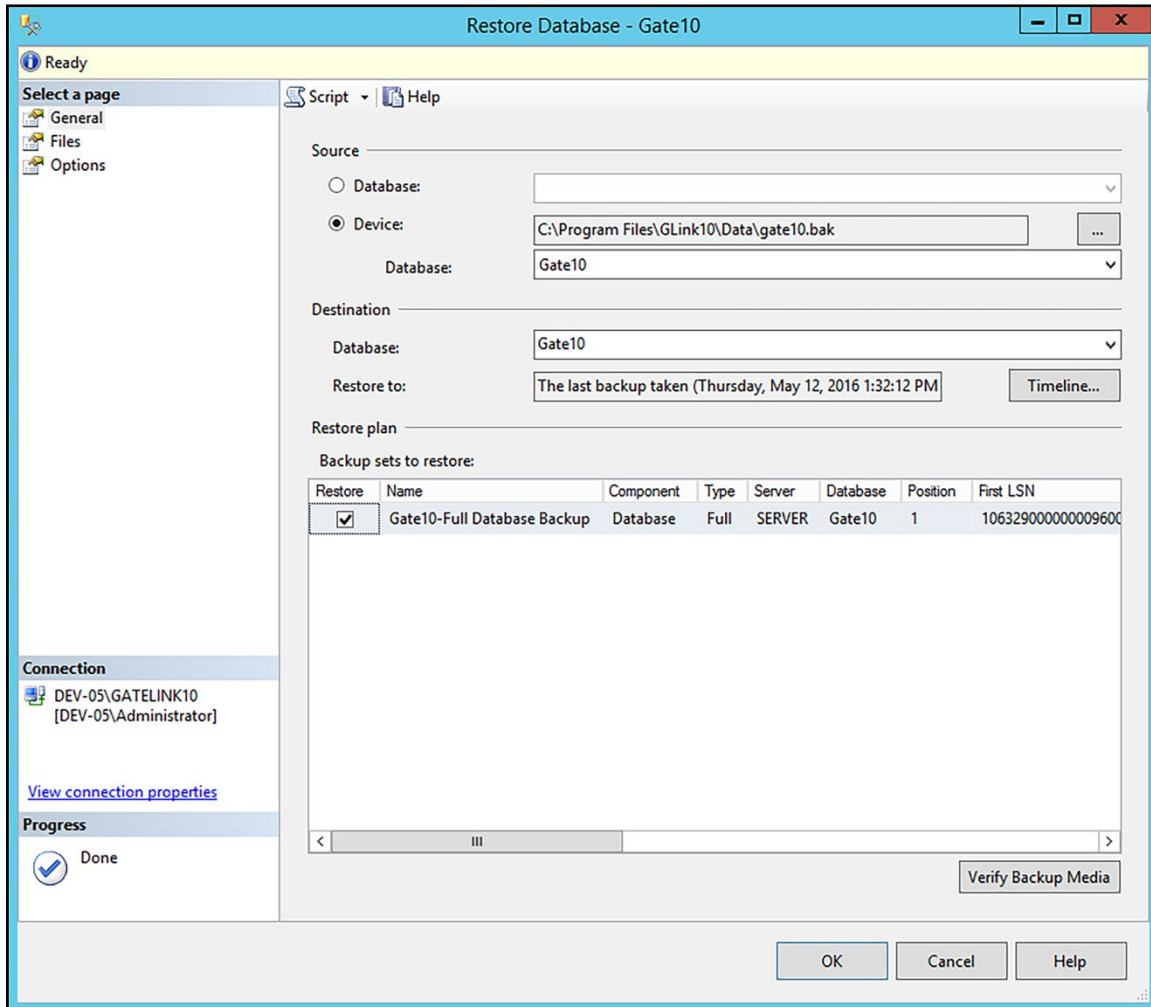 Restore Database - Gate10
Ready
Select a page
General
Files
Options
Script
Help
Source
Database:
Device:
C:\Program Files\GLink10\Data\gate10.bak
...
Database:
Gate10
Destination
Database:
Gate10
Restore to:
The last backup taken (Thursday, May 12, 2016 1:32:12 PM
Timeline...
Restore plan
Backup sets to restore:
Restore Name Component Type Server Database Position First LSN
Gate10-Full Database Backup Database Full SERVER Gate10 1 106329000000009600
Connection
DEV-05\GATELINK10
[DEV-05\Administrator]
View connection properties
Progress
Done
Verify Backup Media
OK
Cancel
Help